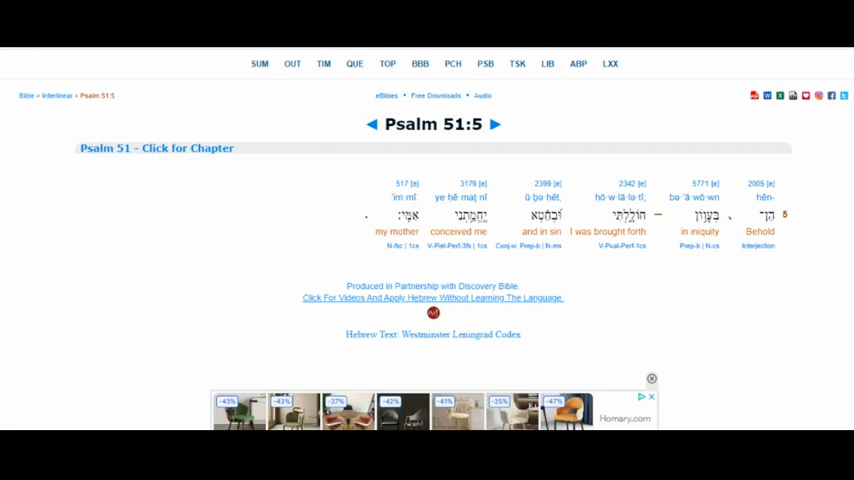 SUM OUT TIM QUE TOP BBB PCH PSB TSK LIB ABP LXX
Bible > Interlinear > Psalm 51:5
eBibles • Free Downloads • Audio
◄ Psalm 51:5 ►
Psalm 51 - Click for Chapter
517 [e] 3179 [e] 2399 [e] 2342 [e] 5771 [e] 2005 [e]
’im·mî. ye·ḥĕ·maṯ·nî ū·ḇə·ḥêṭ, ḥō·w·lā·lə·tî; bə·‘ā·wō·wn hên-
. אִמִּֽי׃ יֶֽחֱמַ֥תְנִי וּ֝בְחֵ֗טְא חוֹלָ֑לְתִּי – בְּעָו֥וֹן ، הֵן־ 5
my mother conceived me and in sin I was brought forth in iniquity Behold
N-fsc | 1cs V-Piel-Perf-3fs | 1cs Conj-w, Prep-b | N-ms V-Pual-Perf-1cs Prep-b | N-cs Interjection
Produced in Partnership with Discovery Bible.
Click For Videos And Apply Hebrew Without Learning The Language.
Hebrew Text: Westminster Leningrad Codex
-43% -43% -37% -42% -41% -35% -47%
Homary.com